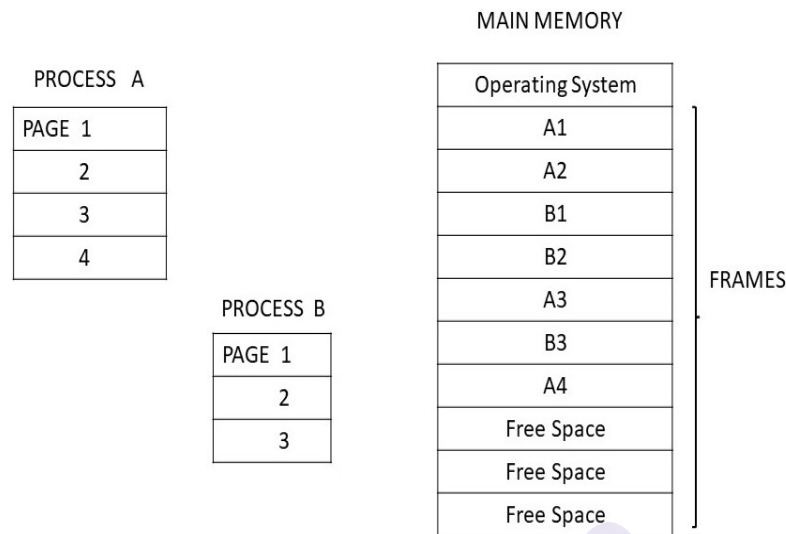 MAIN MEMORY
PROCESS A
PAGE 1
2
3
4
PROCESS B
PAGE 1
2
3
Operating System
A1
A2
B1
B2
A3
B3
A4
Free Space
Free Space
Free Space
FRAMES